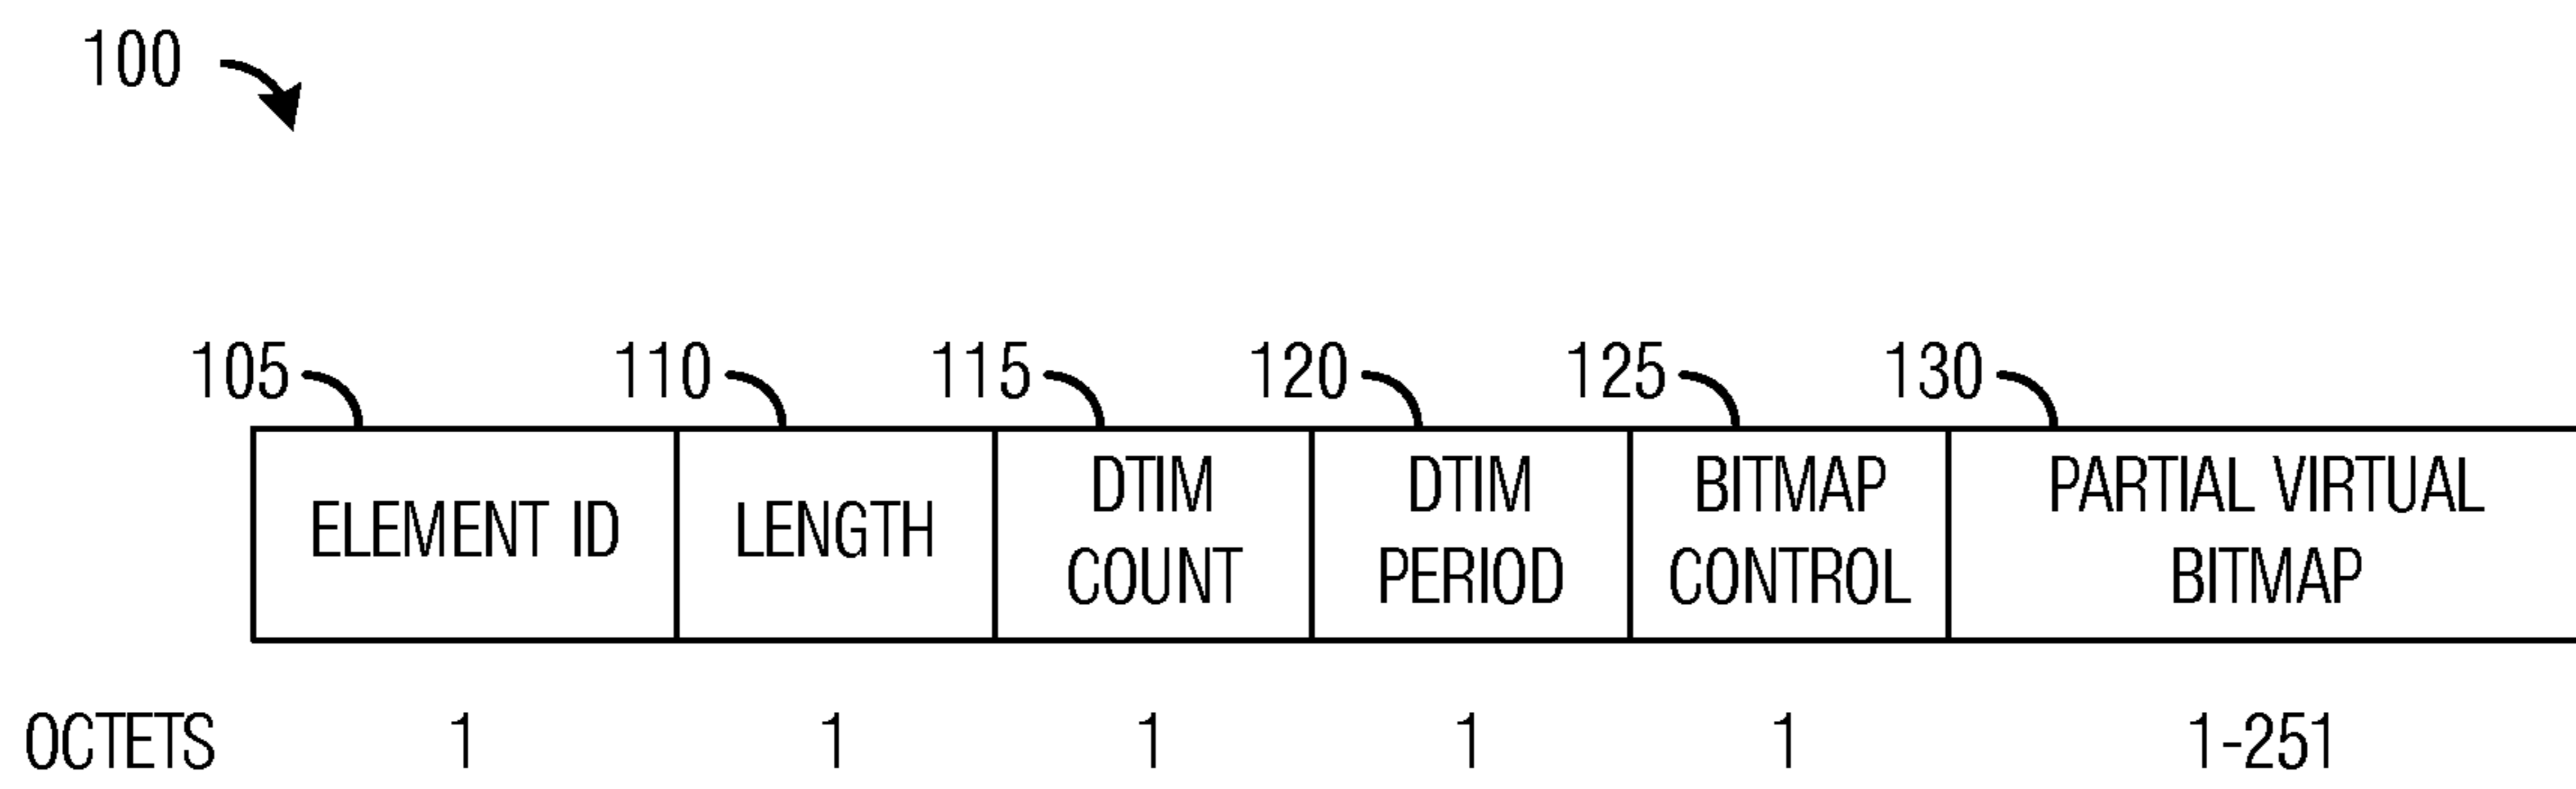 100
105 110 115 120 125 130
ELEMENT ID LENGTH DTIM COUNT DTIM PERIOD BITMAP CONTROL PARTIAL VIRTUAL BITMAP
OCTETS 1 1 1 1 1 1-251